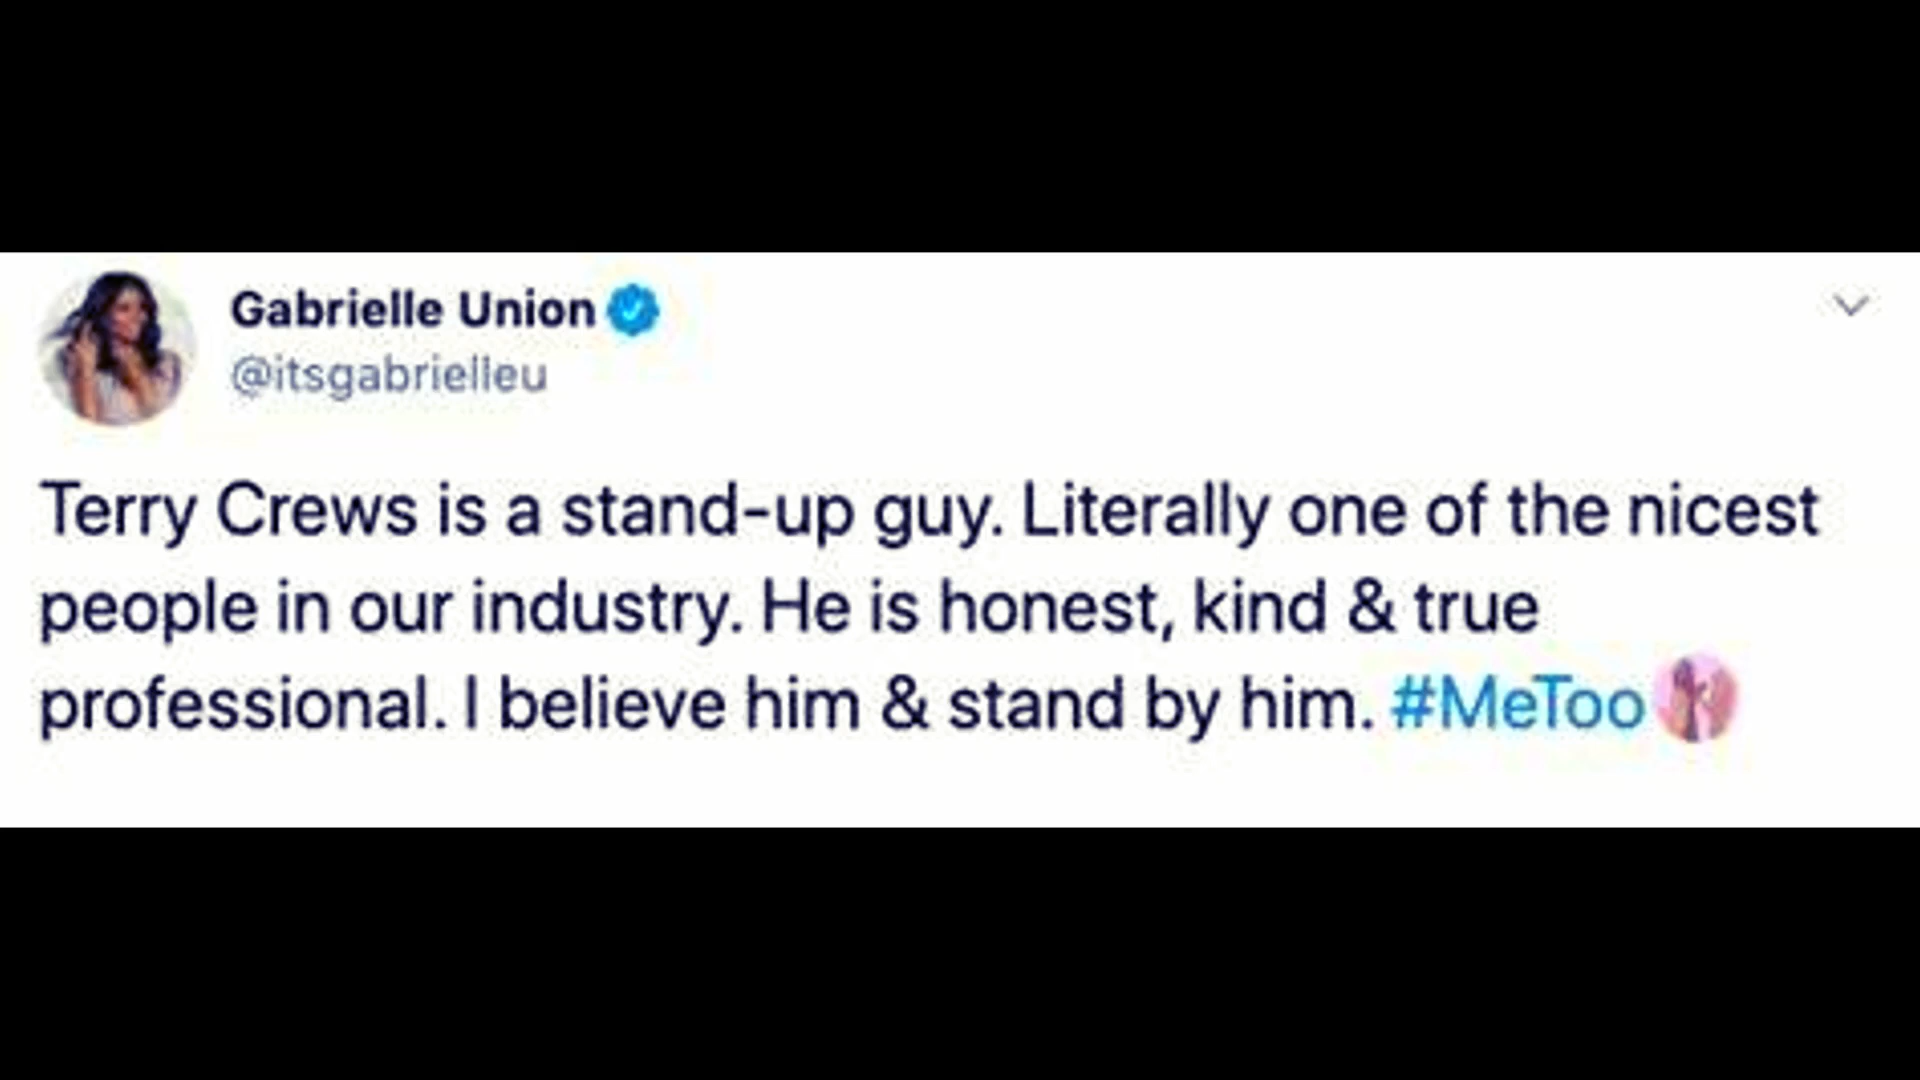 Gabrielle Union
@itsgabrielleu
Terry Crews is a stand-up guy. Literally one of the nicest
people in our industry. He is honest, kind & true
professional. I believe him & stand by him. #MeToo